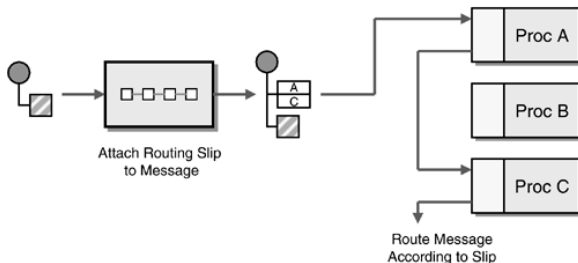 Proc A
A
C
Proc B
Attach Routing Slip
to Message
Proc C
Route Message
According to Slip